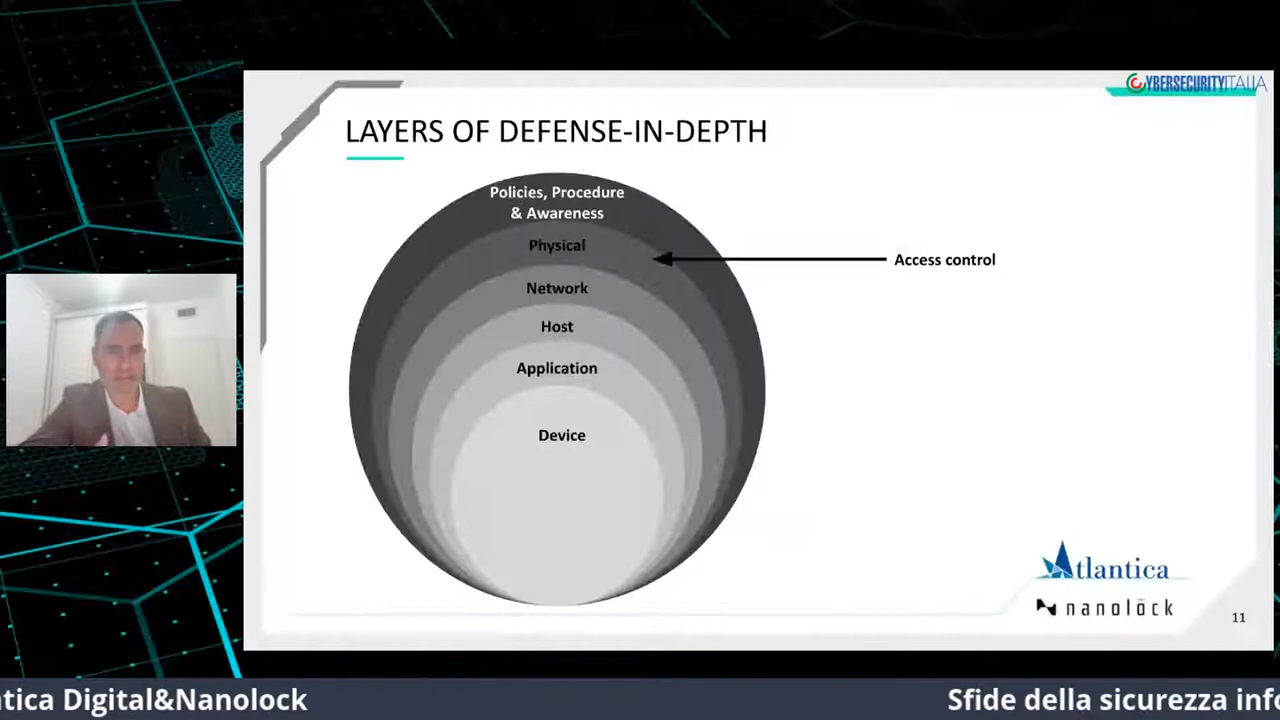 CYBERSECURITYITALIA
LAYERS OF DEFENSE-IN-DEPTH
Policies, Procedure
& Awareness
Physical
Access control
Network
Host
Application
Device
Atlantica
nanolock
11
ntica Digital&Nanolock
Sfide della sicurezza info